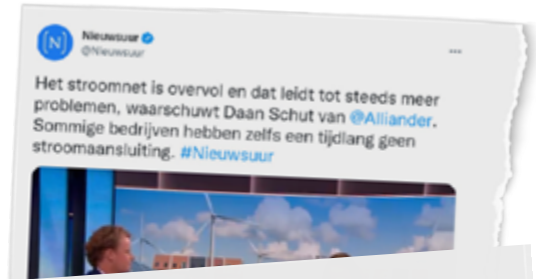 Nieuwsuur
@Nieuwsuur
Het stroomnet is overvol en dat leidt tot steeds meer
problemen, waarschuwt Daan Schut van @Alliander.
Sommige bedrijven hebben zelfs een tijdlang geen
stroomaansluiting. #Nieuwsuur